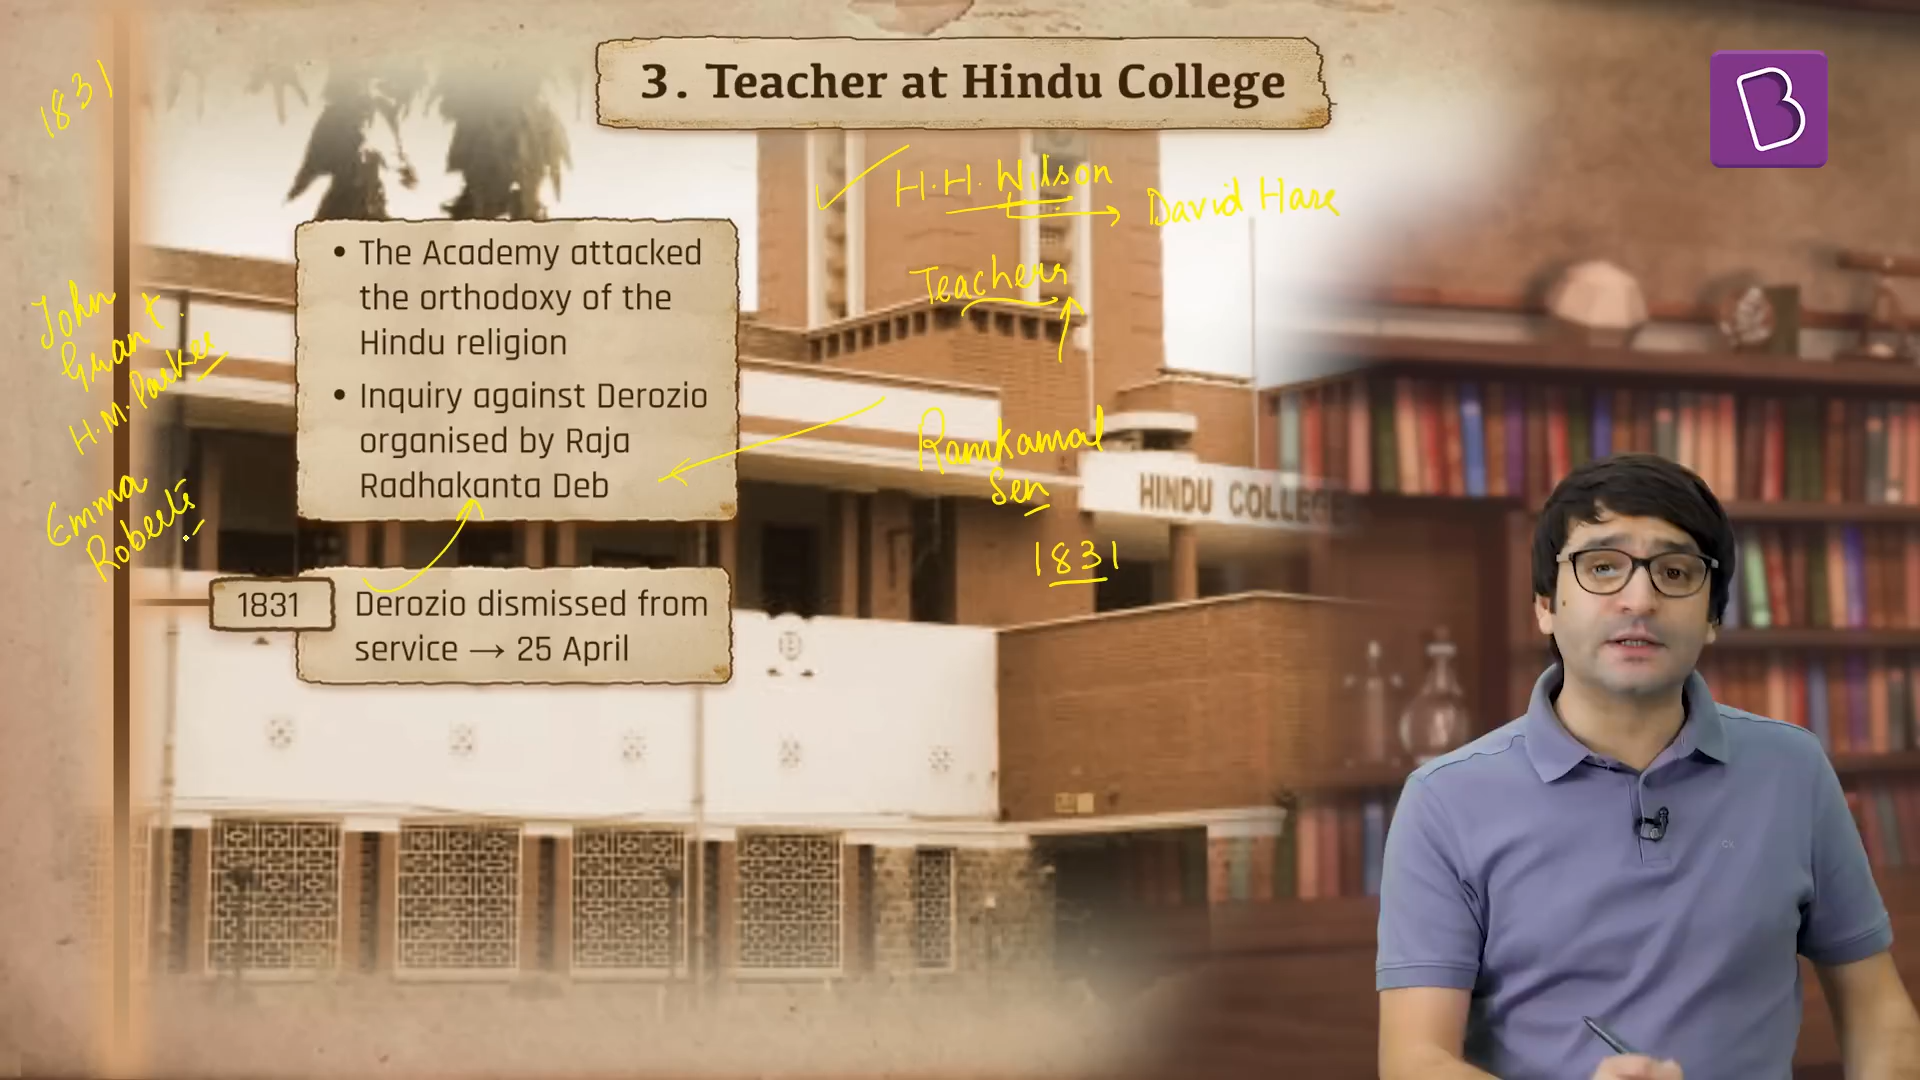 3. Teacher at Hindu College
1831
H.H. Wilson
David Hare
• The Academy attacked
the orthodoxy of the
Hindu religion
Teachers
John
Grant
H.M. Parker
• Inquiry against Derozio
organised by Raja
Radhakanta Deb
Ramkamal
Sen
HINDU COLLEGE
Emma
Roberts
1831
1831
Derozio dismissed from
service → 25 April
B
CK